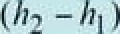 (h₂ – h₁)